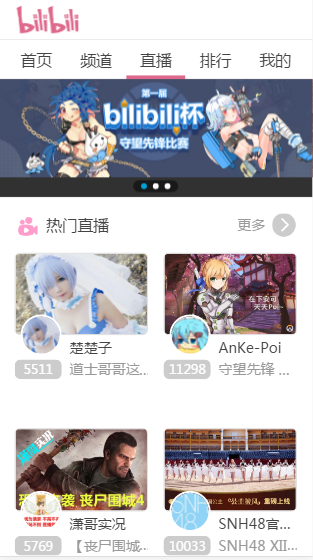 bilibili
首页 频道 直播 排行 我的
第一届
bilibili杯
守望先锋比赛
热门直播 更多
楚楚子
5511 道士哥哥这...
在下安可
天天Po...
AnKe-Poi
11298 守望先锋 ...
丧尸围城4
潇哥实况
5769 【丧尸围城...
重磅上线
SNH48
SNH48官...
10033 SNH48 XII...